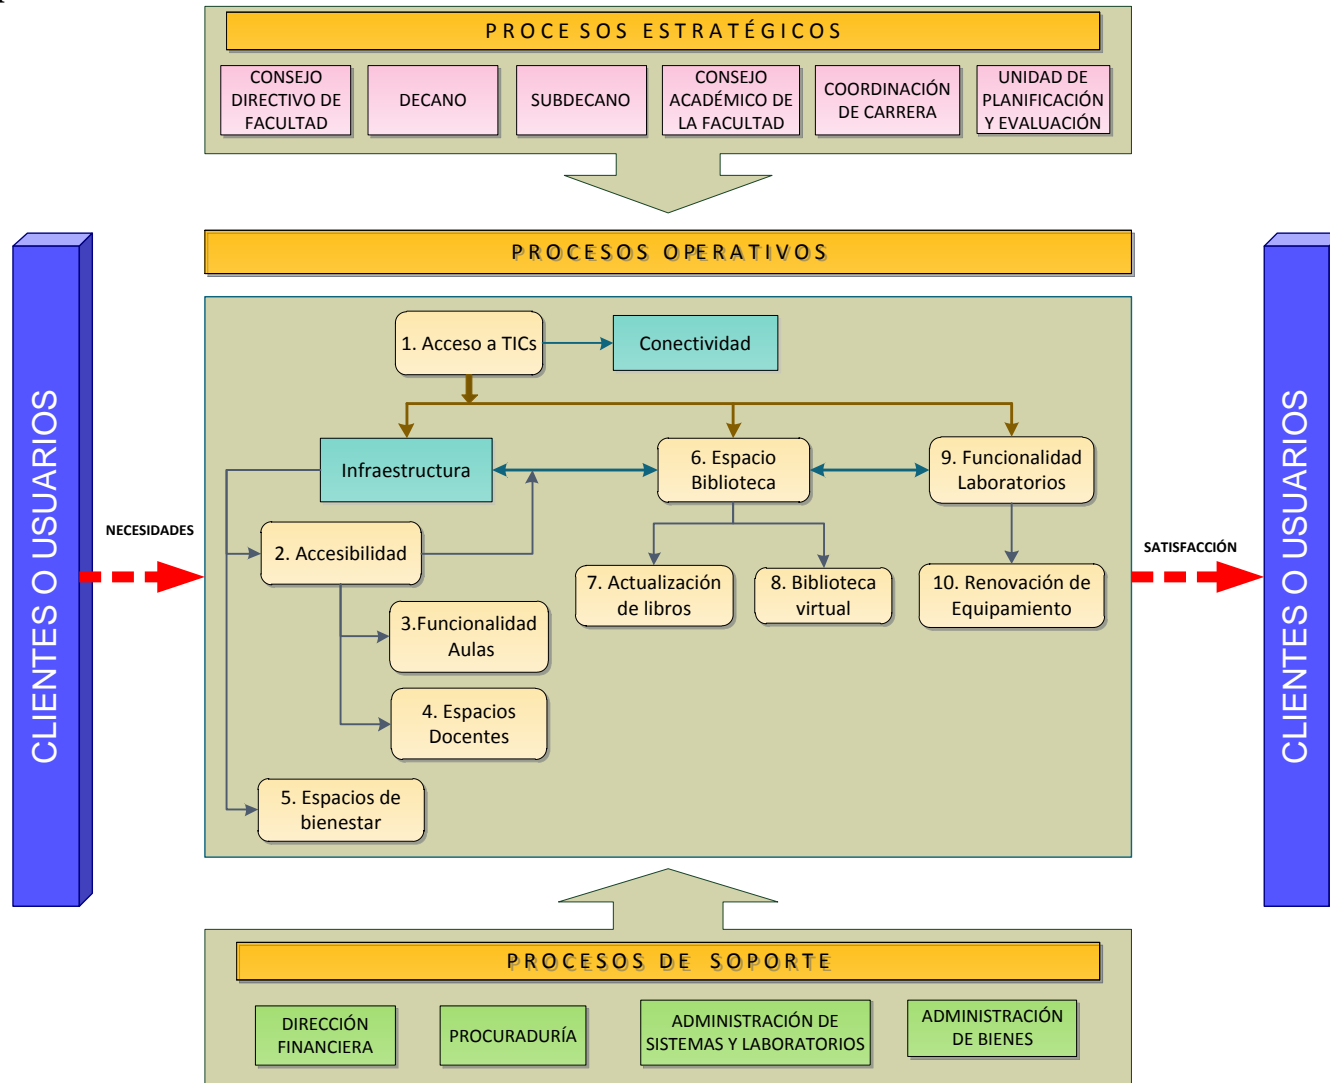 PROCESOS ESTRATÉGICOS
CONSEJO
DIRECTIVO DE
FACULTAD
DECANO
SUBDECANO
CONSEJO
ACADÉMICO DE
LA FACULTAD
COORDINACIÓN
DE CARRERA
UNIDAD DE
PLANIFICACIÓN
Y EVALUACIÓN
PROCESOS OPERATIVOS
CLIENTES O USUARIOS
NECESIDADES
1. Acceso a TICs
Conectividad
Infraestructura
6. Espacio
Biblioteca
9. Funcionalidad
Laboratorios
2. Accesibilidad
7. Actualización
de libros
8. Biblioteca
virtual
10. Renovación de
Equipamiento
3.Funcionalidad
Aulas
4. Espacios
Docentes
5. Espacios de
bienestar
SATISFACCIÓN
CLIENTES O USUARIOS
PROCESOS DE SOPORTE
DIRECCIÓN
FINANCIERA
PROCURADURÍA
ADMINISTRACIÓN DE
SISTEMAS Y LABORATORIOS
ADMINISTRACIÓN
DE BIENES